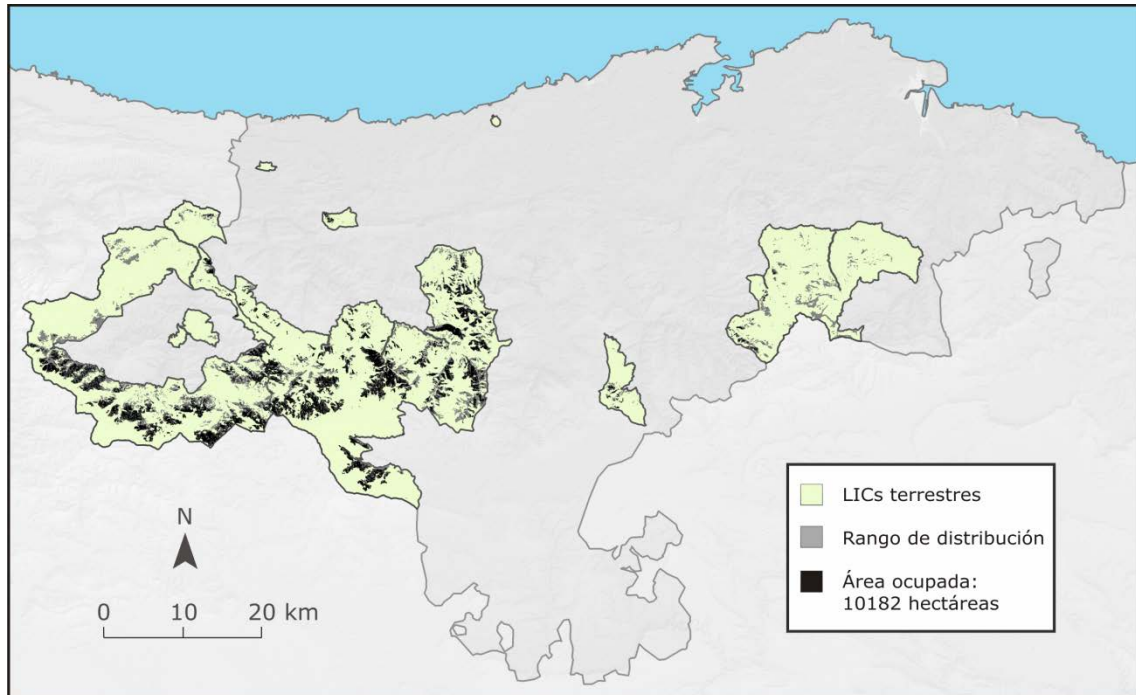 N
0 10 20 km
LICs terrestres
Rango de distribución
Área ocupada:
10182 hectáreas